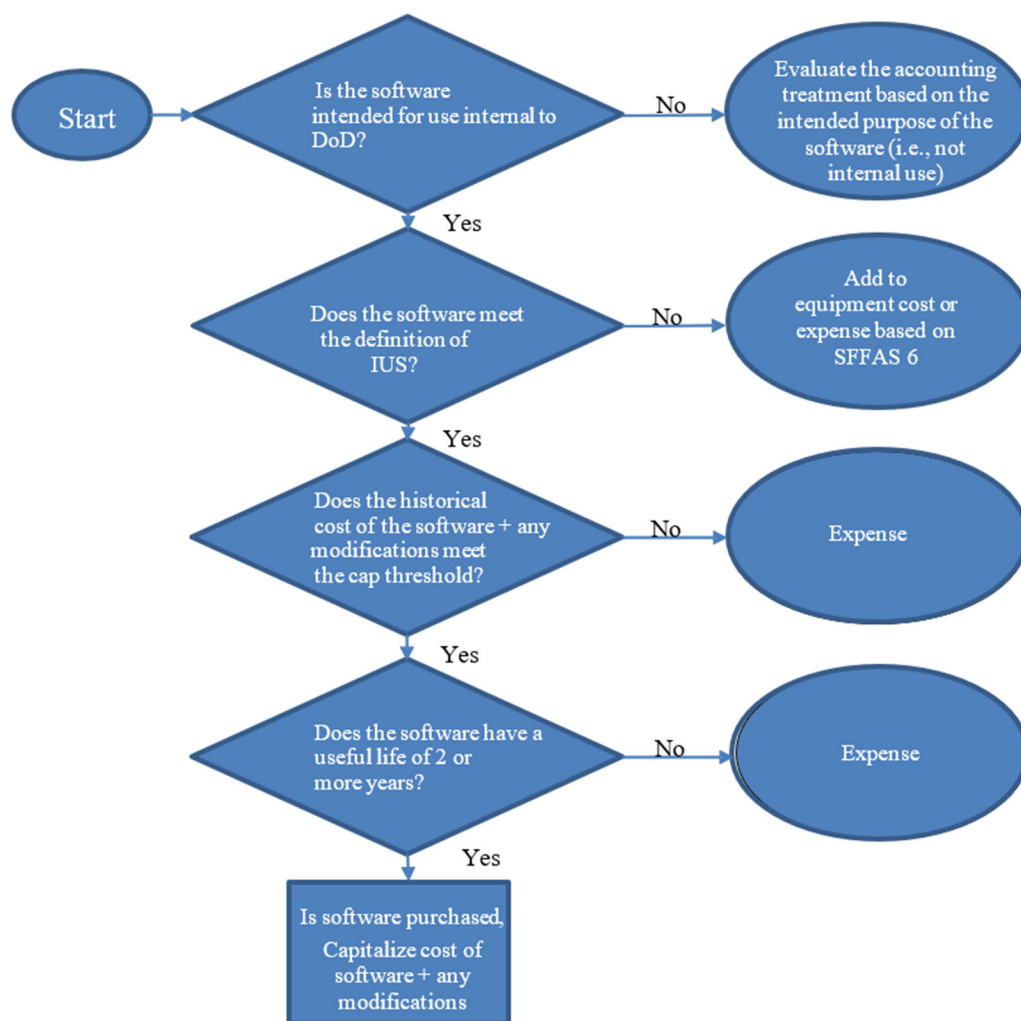 Start
Is the software
intended for use internal to
DoD?
No
Evaluate the accounting
treatment based on the
intended purpose of the
software (i.e., not
internal use)
Yes
Does the software meet
the definition of
IUS?
No
Add to
equipment cost or
expense based on
SFFAS 6
Yes
Does the historical
cost of the software + any
modifications meet
the cap threshold?
No
Expense
Yes
Does the software have a
useful life of 2 or
more years?
No
Expense
Yes
Is software purchased,
Capitalize cost of
software + any
modifications